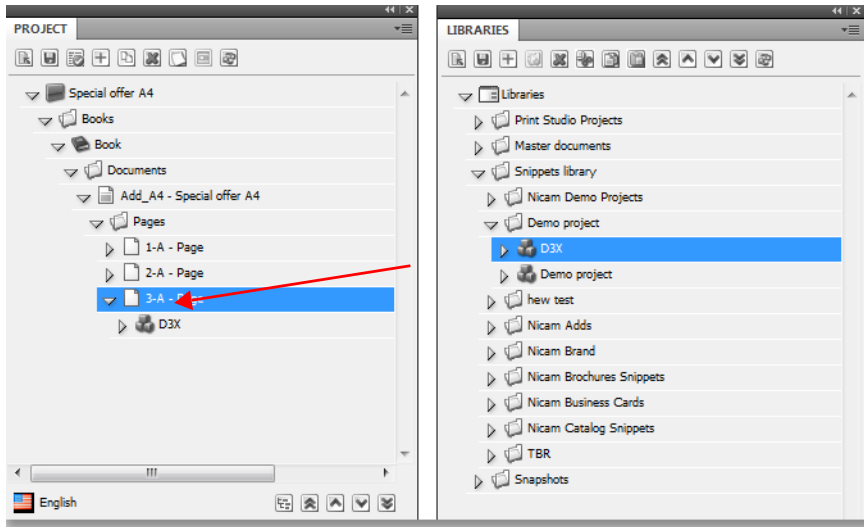 PROJECT
Special offer A4
Books
Book
Documents
Add_A4 - Special offer A4
Pages
1-A - Page
2-A - Page
3-A - Page
D3X
English
LIBRARIES
Libraries
Print Studio Projects
Master documents
Snippets library
Nicam Demo Projects
Demo project
D3X
Demo project
hew test
Nicam Adds
Nicam Brand
Nicam Brochures Snippets
Nicam Business Cards
Nicam Catalog Snippets
TBR
Snapshots